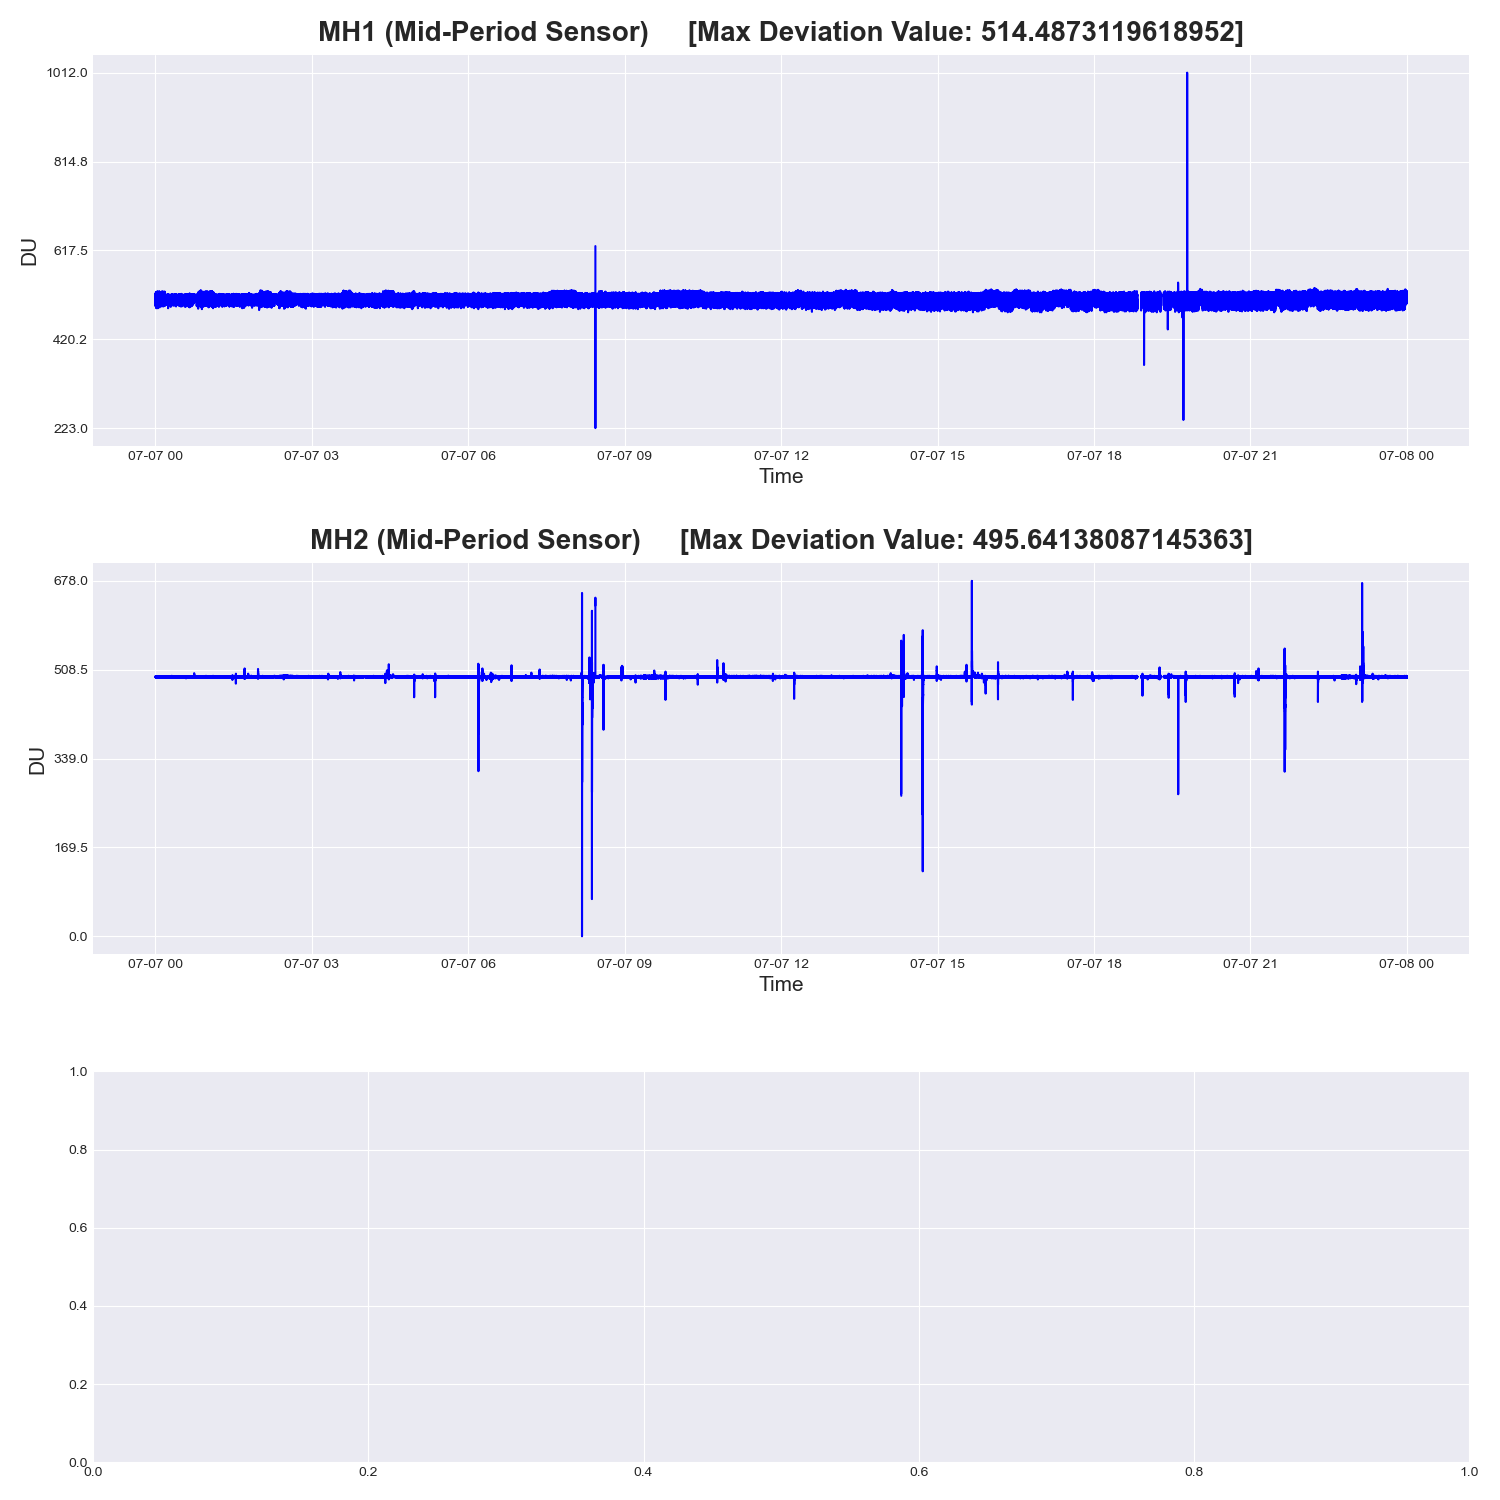 MH1 (Mid-Period Sensor) [Max Deviation Value: 514.4873119618952]
1012.0
814.8
617.5
420.2
223.0
DU
07-07 00 07-07 03 07-07 06 07-07 09 07-07 12 07-07 15 07-07 18 07-07 21 07-08 00
Time
MH2 (Mid-Period Sensor) [Max Deviation Value: 495.64138087145363]
678.0
508.5
339.0
169.5
0.0
DU
07-07 00 07-07 03 07-07 06 07-07 09 07-07 12 07-07 15 07-07 18 07-07 21 07-08 00
Time
1.0
0.8
0.6
0.4
0.2
0.0
0.0 0.2 0.4 0.6 0.8 1.0